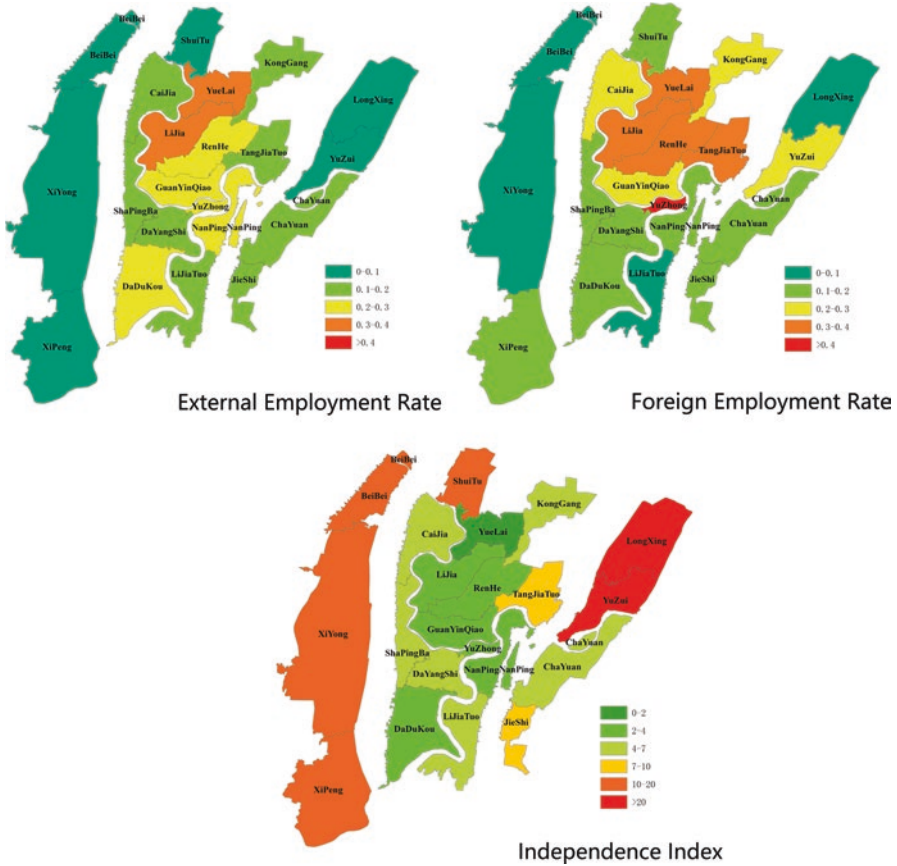 BeiBei
BeiBei
ShuiTu
KongGang
CaiJia
YueLai
LongXing
LiJia
RenHe
TangJiaTuo
YuZui
XiYong
GuanYinQiao
ChaYuan
ShaPingBa
YuZhong
DaYangShi
NanPing
NanPing
ChaYuan
LiJiaTuo
DaDuKou
JieShi
XiPeng
0-0.1
0.1-0.2
0.2-0.3
0.3-0.4
>0.4
External Employment Rate
BeiBei
BeiBei
ShuiTu
KongGang
CaiJia
YueLai
LongXing
LiJia
RenHe
TangJiaTuo
YuZui
XiYong
GuanYinQiao
ChaYuan
ShaPingBa
YuZhong
DaYangShi
NanPing
NanPing
ChaYuan
LiJiaTuo
DaDuKou
JieShi
XiPeng
0-0.1
0.1-0.2
0.2-0.3
0.3-0.4
>0.4
Foreign Employment Rate
BeiBei
BeiBei
ShuiTu
KongGang
CaiJia
YueLai
LongXing
LiJia
RenHe
TangJiaTuo
YuZui
XiYong
GuanYinQiao
ChaYuan
ShaPingBa
YuZhong
DaYangShi
NanPing
NanPing
ChaYuan
LiJiaTuo
DaDuKou
JieShi
XiPeng
0-2
2-4
4-7
7-10
10-20
>20
Independence Index